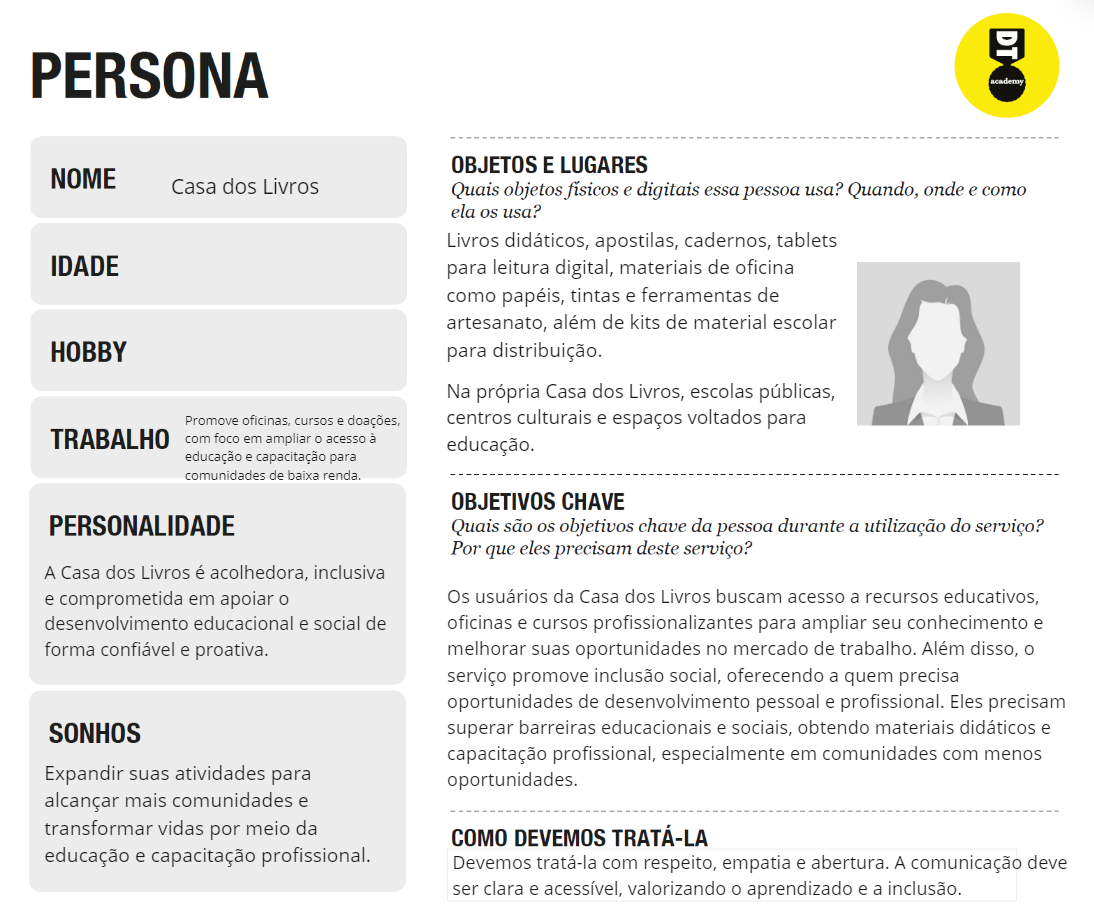 PERSONA
DT
academy
NOME
Casa dos Livros
IDADE
HOBBY
TRABALHO
Promove oficinas, cursos e doações,
com foco em ampliar o acesso à
educação e capacitação para
comunidades de baixa renda.
PERSONALIDADE
A Casa dos Livros é acolhedora, inclusiva
e comprometida em apoiar o
desenvolvimento educacional e social de
forma confiável e proativa.
SONHOS
Expandir suas atividades para
alcançar mais comunidades e
transformar vidas por meio da
educação e capacitação profissional.
OBJETOS E LUGARES
Quais objetos físicos e digitais essa pessoa usa? Quando, onde e como
ela os usa?
Livros didáticos, apostilas, cadernos, tablets
para leitura digital, materiais de oficina
como papéis, tintas e ferramentas de
artesanato, além de kits de material escolar
para distribuição.
Na própria Casa dos Livros, escolas públicas,
centros culturais e espaços voltados para
educação.
OBJETIVOS CHAVE
Quais são os objetivos chave da pessoa durante a utilização do serviço?
Por que eles precisam deste serviço?
Os usuários da Casa dos Livros buscam acesso a recursos educativos,
oficinas e cursos profissionalizantes para ampliar seu conhecimento e
melhorar suas oportunidades no mercado de trabalho. Além disso, o
serviço promove inclusão social, oferecendo a quem precisa
oportunidades de desenvolvimento pessoal e profissional. Eles precisam
superar barreiras educacionais e sociais, obtendo materiais didáticos e
capacitação profissional, especialmente em comunidades com menos
oportunidades.
COMO DEVEMOS TRATÁ-LA
Devemos tratá-la com respeito, empatia e abertura. A comunicação deve
ser clara e acessível, valorizando o aprendizado e a inclusão.